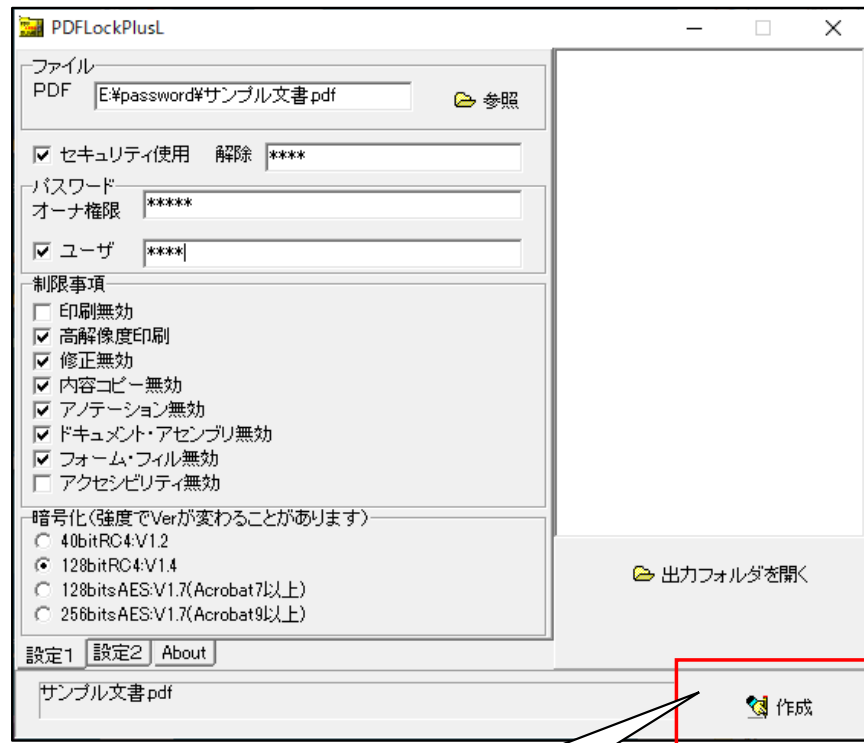 PDFLockPlusL
ファイル
PDF E:¥password¥サンプル文書.pdf 参照
セキュリティ使用 解除 ****
パスワード
オーナ権限 *****
ユーザ ****
制限事項
印刷無効
高解像度印刷
修正無効
内容コピー無効
アノテーション無効
ドキュメント・アセンブリ無効
フォーム・フィル無効
アクセシビリティ無効
暗号化(強度でVerが変わることがあります)
40bitRC4:V1.2
128bitRC4:V1.4
128bitsAES:V1.7(Acrobat7以上)
256bitsAES:V1.7(Acrobat9以上)
出力フォルダを開く
設定1 設定2 About
サンプル文書.pdf
作成